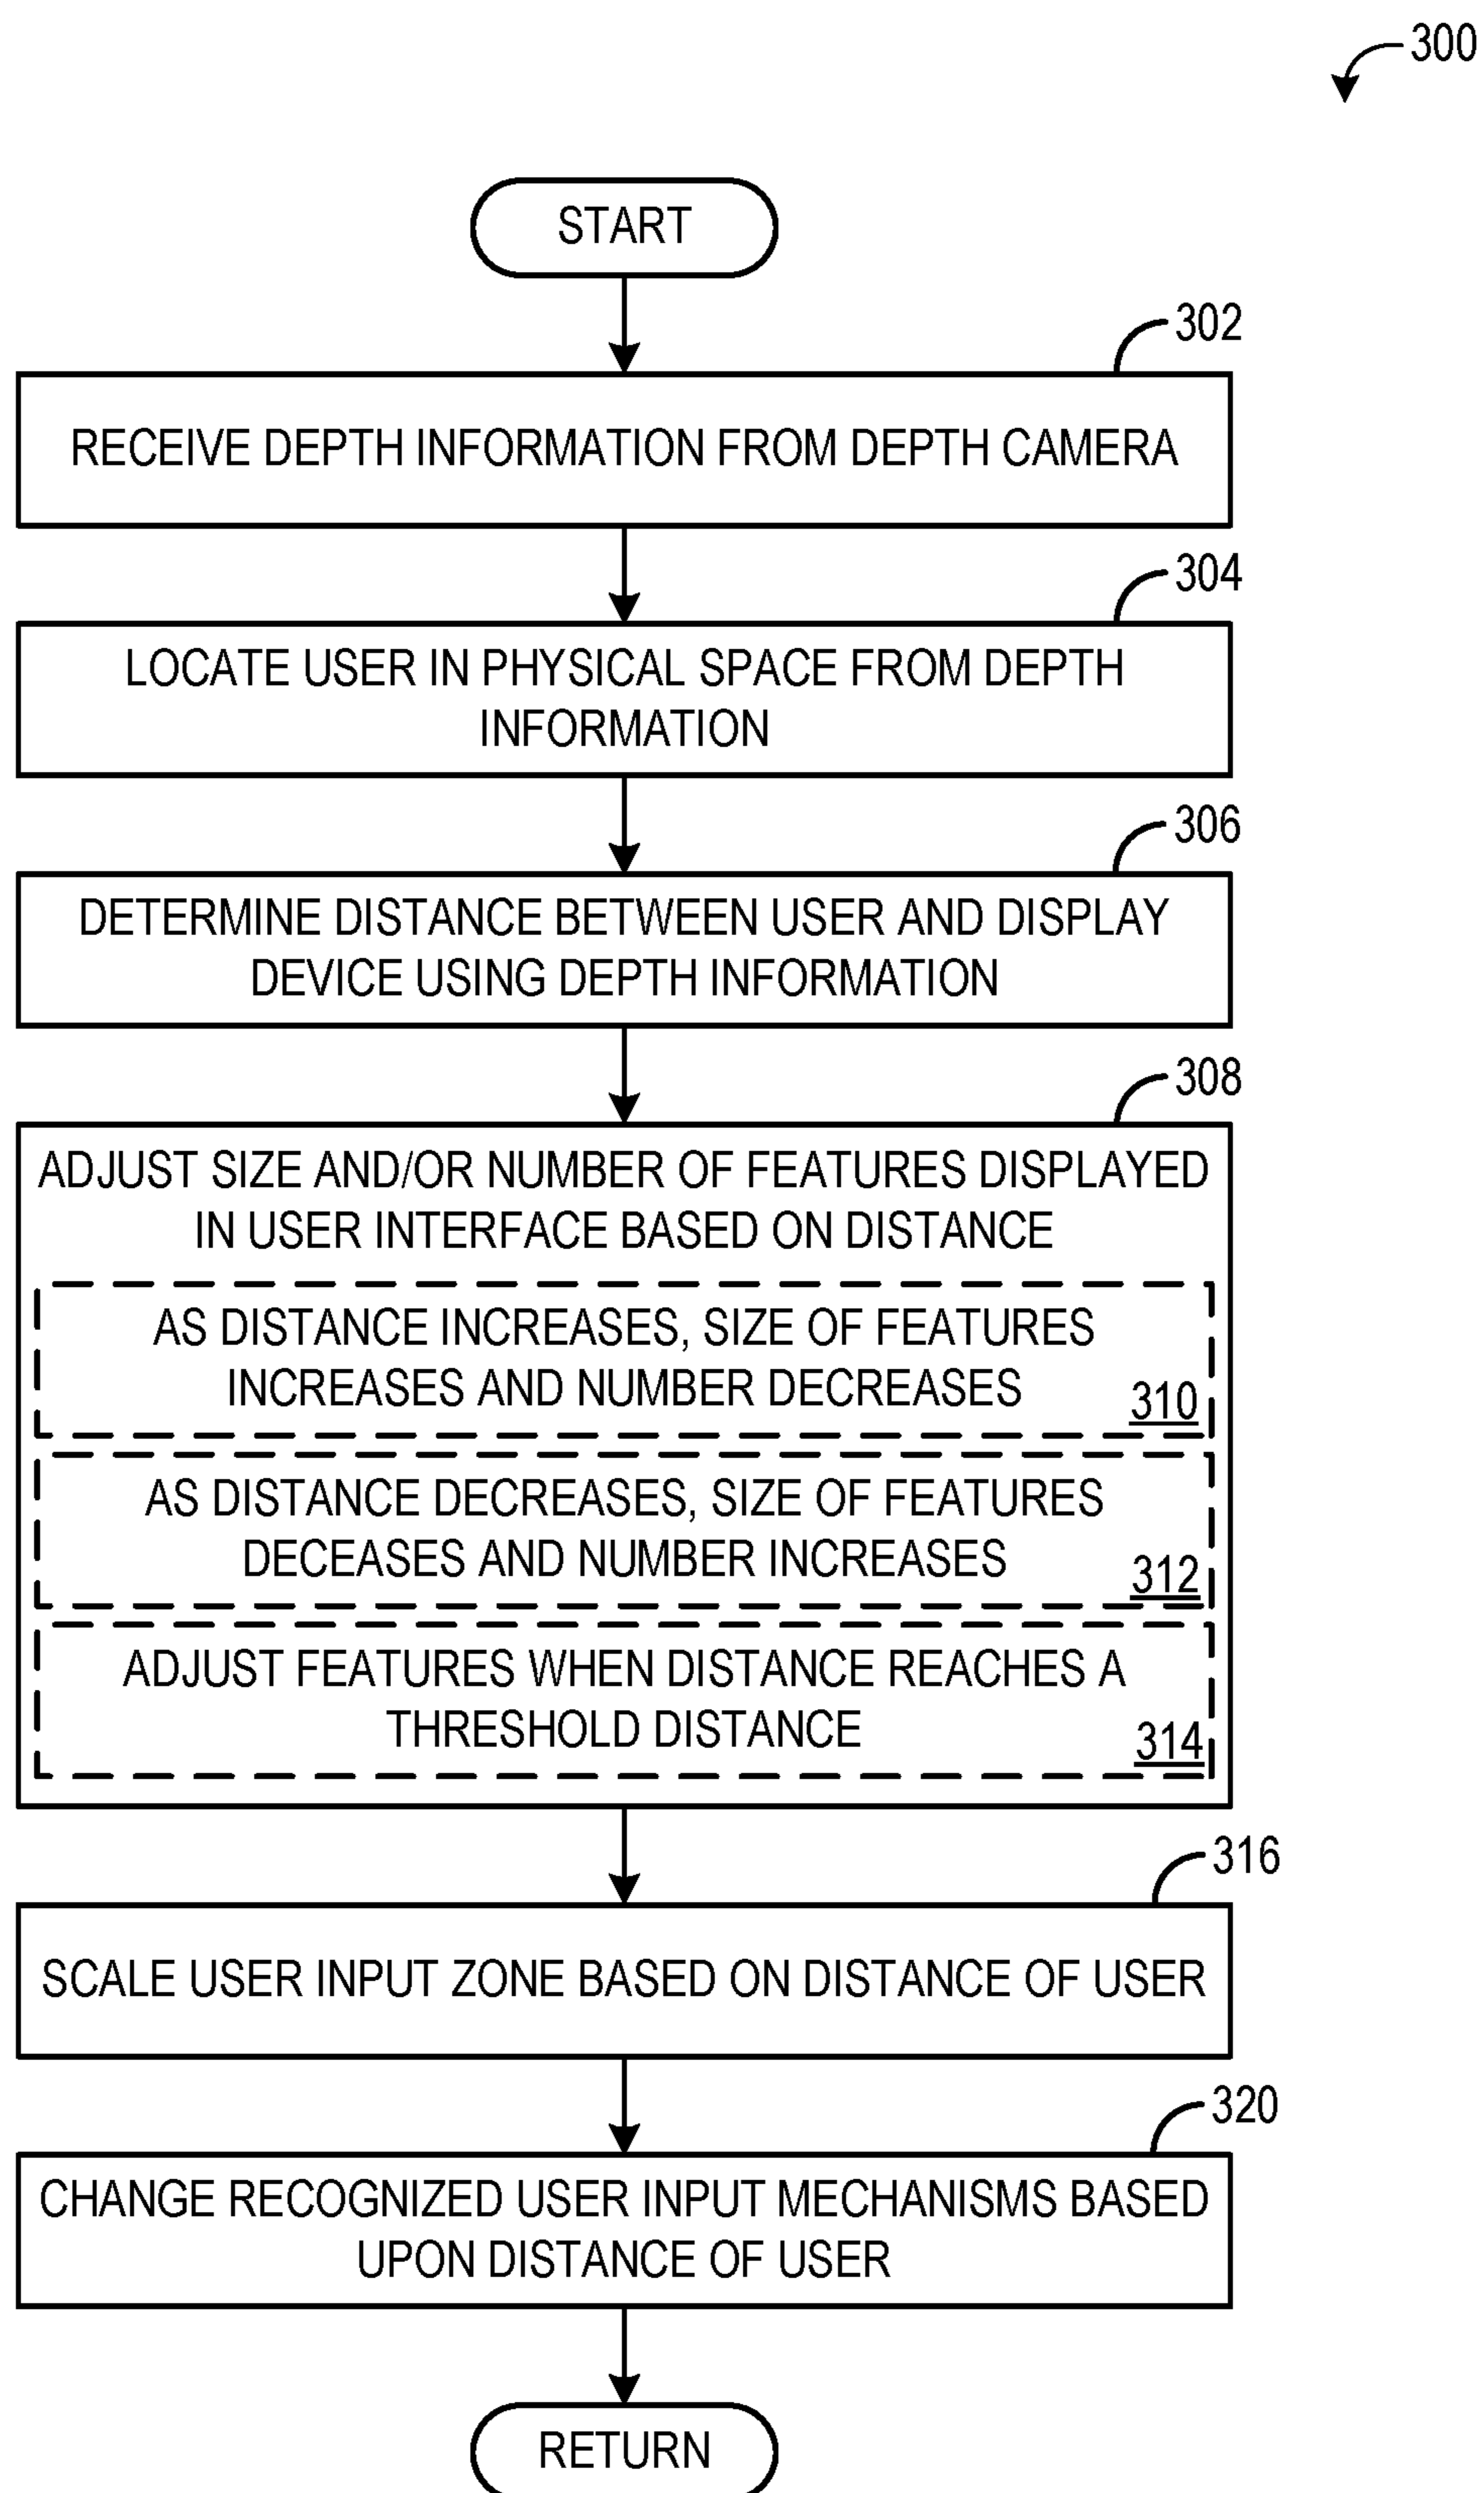 300
START
302
RECEIVE DEPTH INFORMATION FROM DEPTH CAMERA
304
LOCATE USER IN PHYSICAL SPACE FROM DEPTH
INFORMATION
306
DETERMINE DISTANCE BETWEEN USER AND DISPLAY
DEVICE USING DEPTH INFORMATION
308
ADJUST SIZE AND/OR NUMBER OF FEATURES DISPLAYED
IN USER INTERFACE BASED ON DISTANCE
AS DISTANCE INCREASES, SIZE OF FEATURES
INCREASES AND NUMBER DECREASES
310
AS DISTANCE DECREASES, SIZE OF FEATURES
DECEASES AND NUMBER INCREASES
312
ADJUST FEATURES WHEN DISTANCE REACHES A
THRESHOLD DISTANCE
314
316
SCALE USER INPUT ZONE BASED ON DISTANCE OF USER
320
CHANGE RECOGNIZED USER INPUT MECHANISMS BASED
UPON DISTANCE OF USER
RETURN